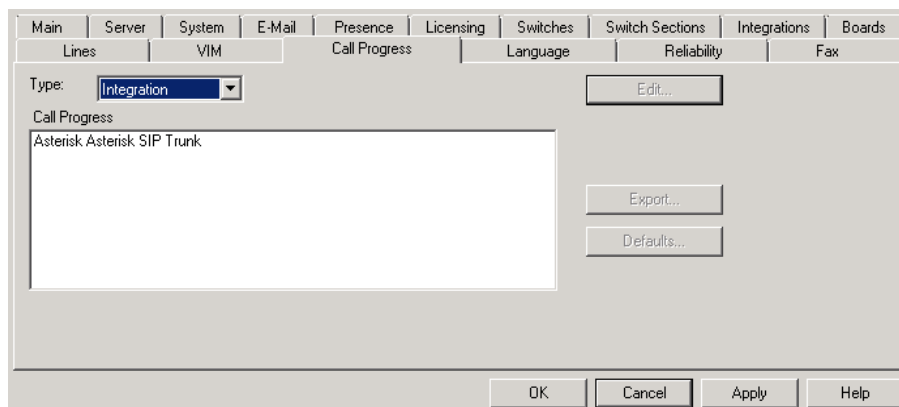 Main Server System E-Mail Presence Licensing Switches Switch Sections Integrations Boards
Lines VIM Call Progress Language Reliability Fax
Type: Integration Edit...
Call Progress
Asterisk Asterisk SIP Trunk
Export...
Defaults...
OK Cancel Apply Help